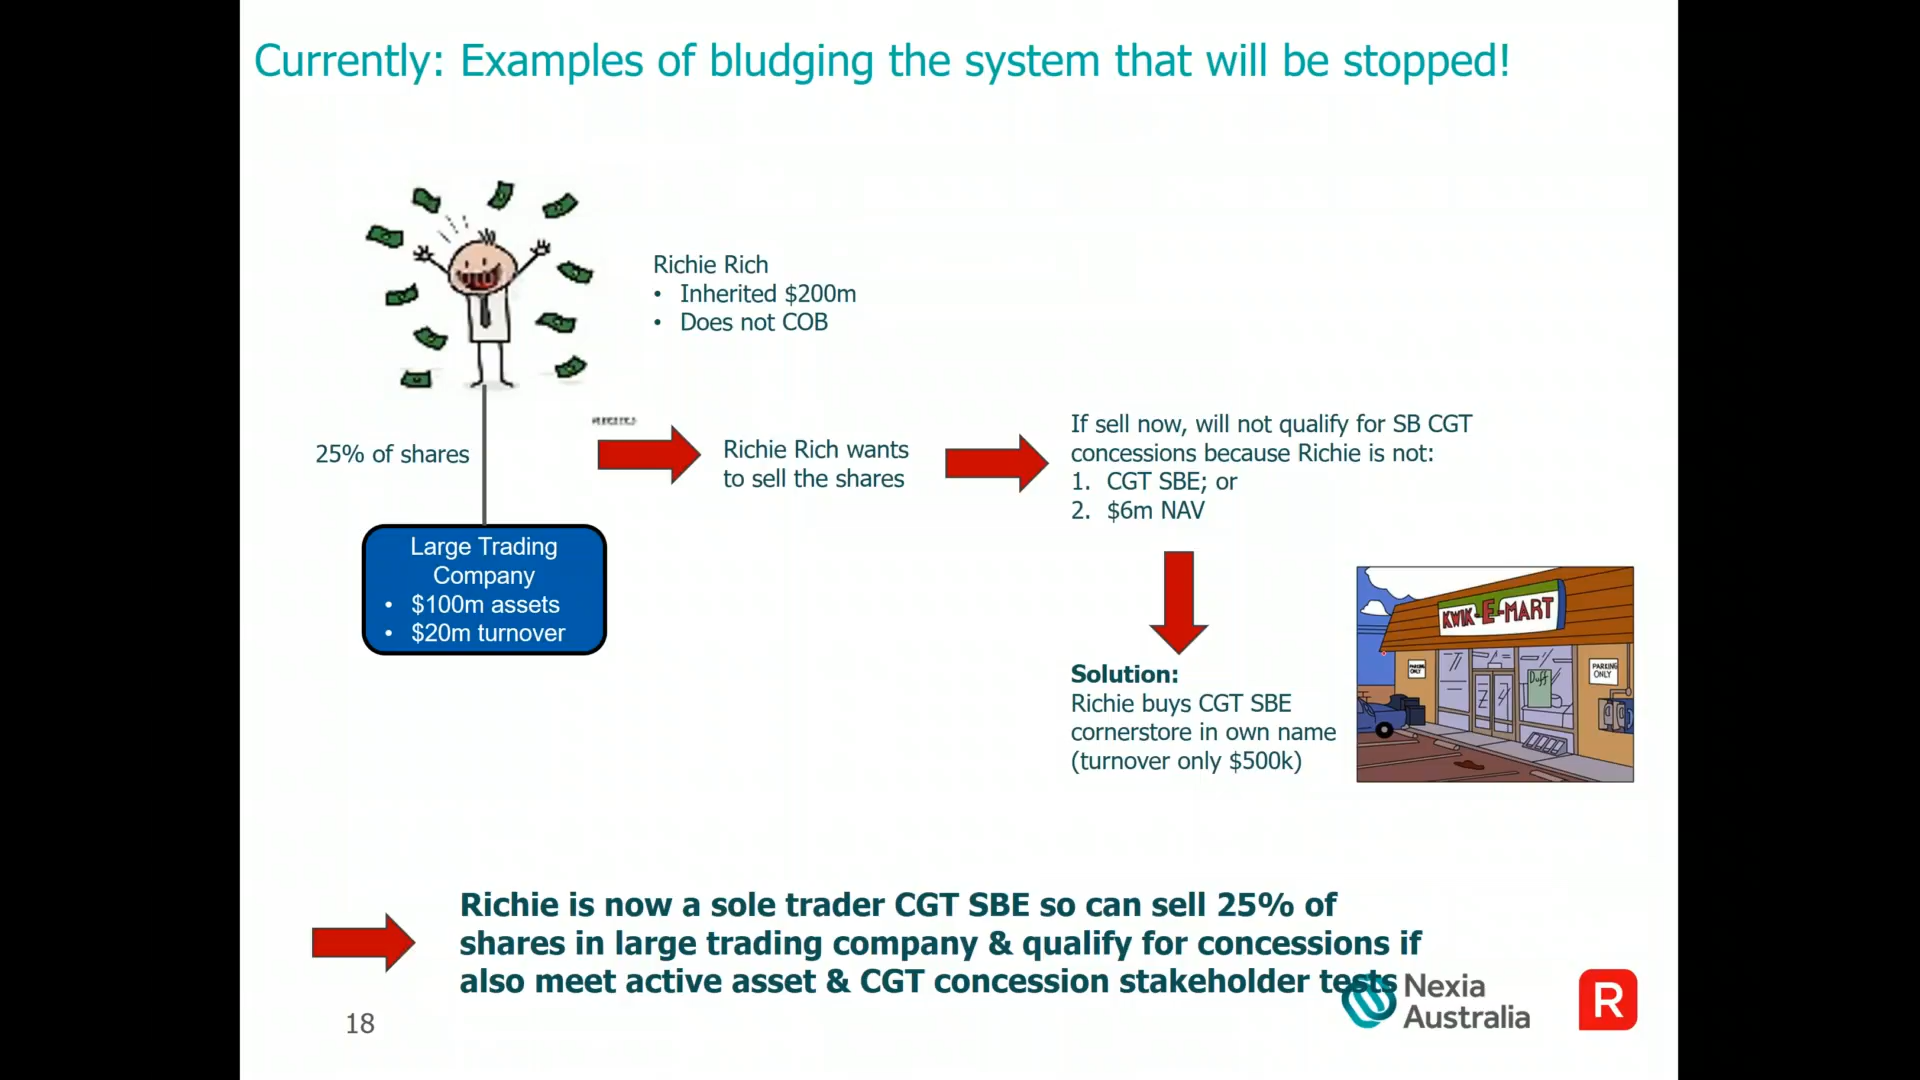 Currently: Examples of bludging the system that will be stopped!
Richie Rich
• Inherited $200m
• Does not COB
25% of shares
Richie Rich wants
to sell the shares
If sell now, will not qualify for SB CGT
concessions because Richie is not:
1. CGT SBE; or
2. $6m NAV
Large Trading
Company
• $100m assets
• $20m turnover
KWIK-E-MART
PARKING
ONLY
Duff
PARKING
ONLY
Solution:
Richie buys CGT SBE
cornerstore in own name
(turnover only $500k)
Richie is now a sole trader CGT SBE so can sell 25% of
shares in large trading company & qualify for concessions if
also meet active asset & CGT concession stakeholder tests
Nexia
Australia
R
18